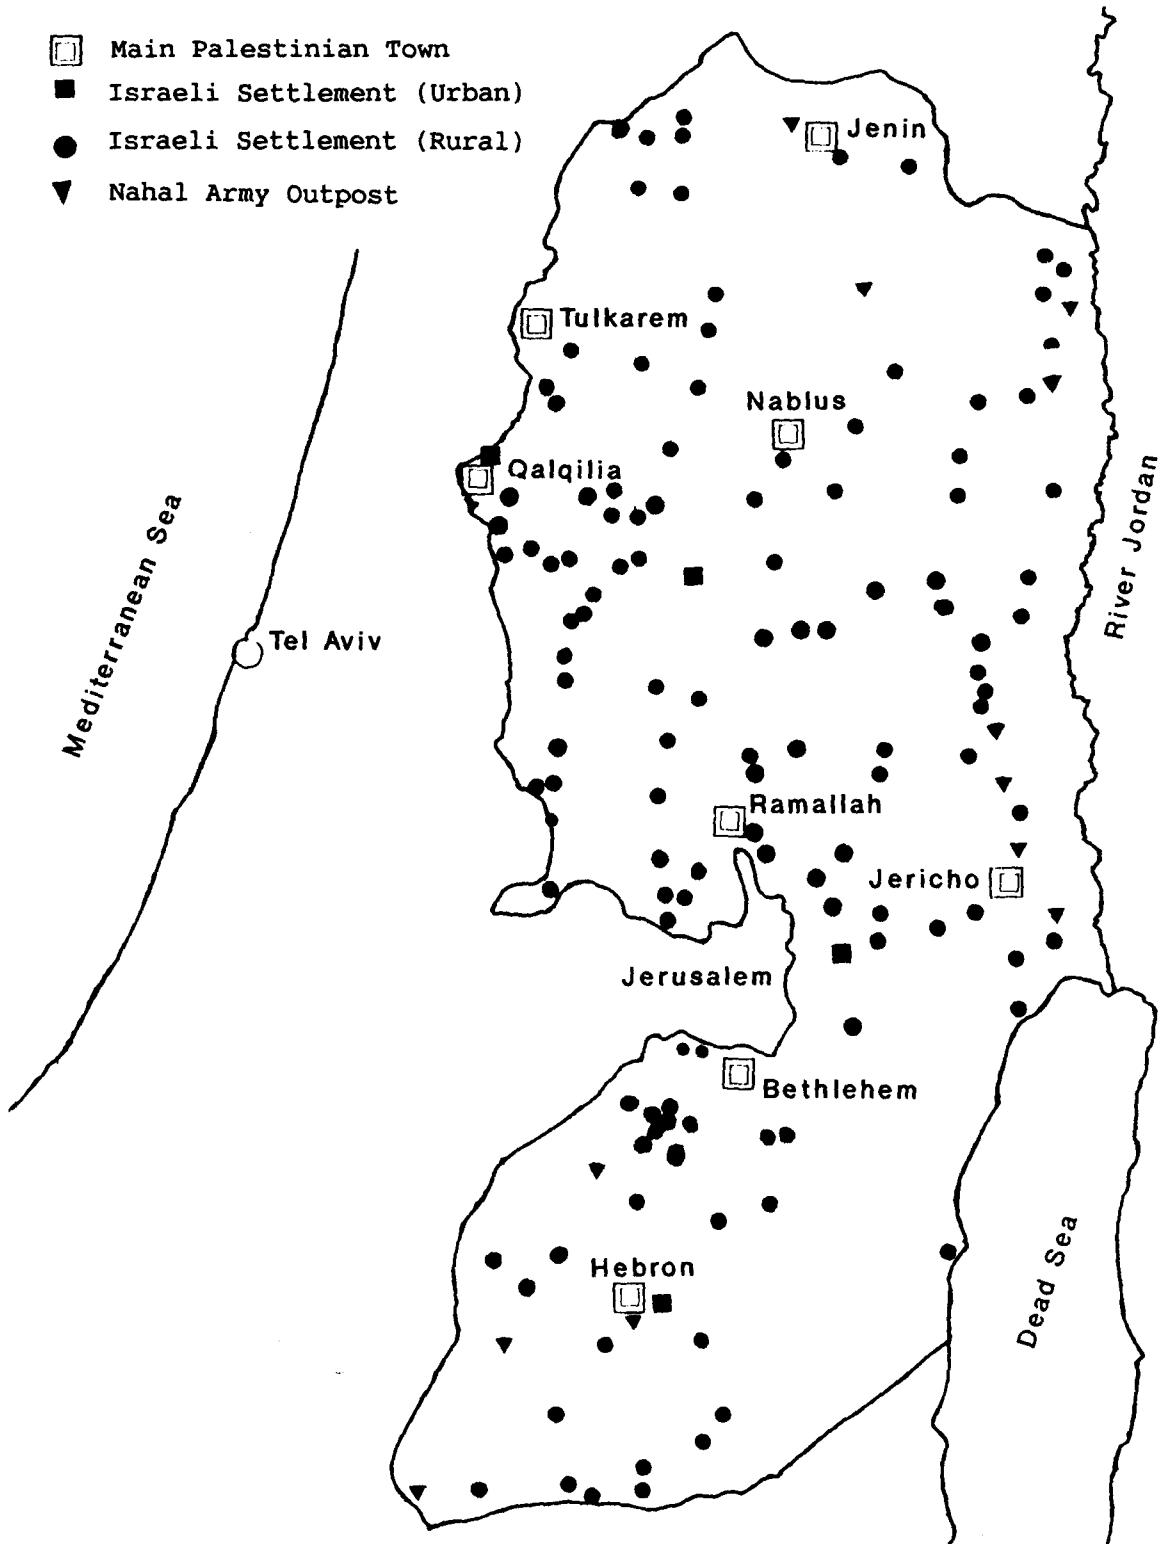 Main Palestinian Town
Israeli Settlement (Urban)
Israeli Settlement (Rural)
Nahal Army Outpost
Jenin
Tulkarem
Nablus
Qalqilia
River Jordan
Mediterranean Sea
Tel Aviv
Ramallah
Jericho
Jerusalem
Bethlehem
Dead Sea
Hebron